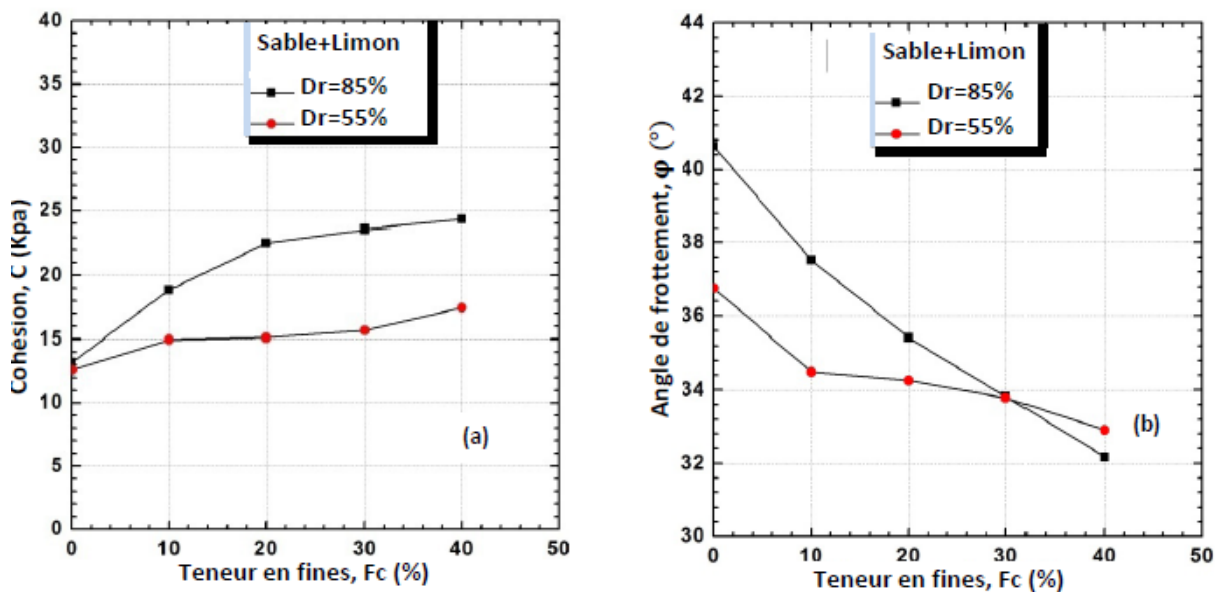 Sable+Limon
Dr=85%
Dr=55%
40
35
30
25
20
15
10
5
0
Cohésion, C (Kpa)
(a)
0 10 20 30 40 50
Teneur en fines, Fc (%)
Sable+Limon
Dr=85%
Dr=55%
44
42
40
38
36
34
32
30
Angle de frottement, φ (°)
(b)
0 10 20 30 40 50
Teneur en fines, Fc (%)